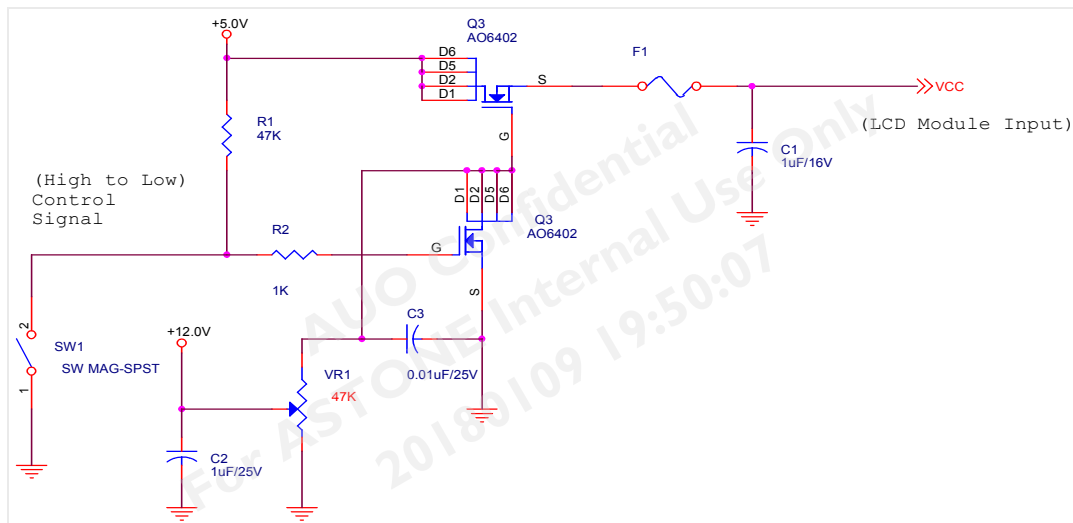 +5.0V
Q3
AO6402
D6
D5
D2
D1
S
G
F1
VCC
(LCD Module Input)
C1
1uF/16V
R1
47K
(High to Low)
Control
Signal
R2
1K
G
D1
D2
D5
D6
Q3
AO6402
S
C3
0.01uF/25V
+12.0V
2
SW1
SW MAG-SPST
1
VR1
47K
C2
1uF/25V
AUO Confidential
For ASTONE Internal Use Only
20180109 19:50:07